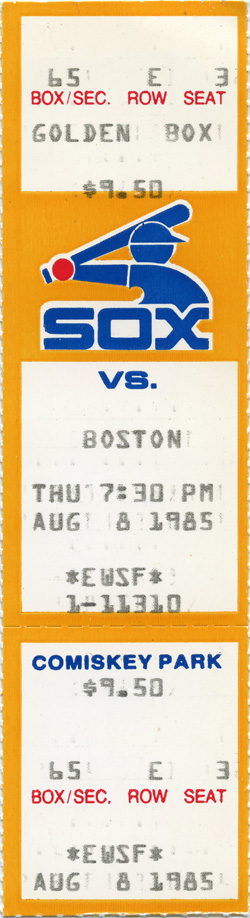 65 E 3
BOX/SEC. ROW SEAT
GOLDEN BOX
$9.50
SOX
VS.
BOSTON
THU 7:30 PM
AUG 8 1985
*EWSF*
1-11310
COMISKEY PARK
$9.50
65 E 3
BOX/SEC. ROW SEAT
*EWSF*
AUG 8 1985